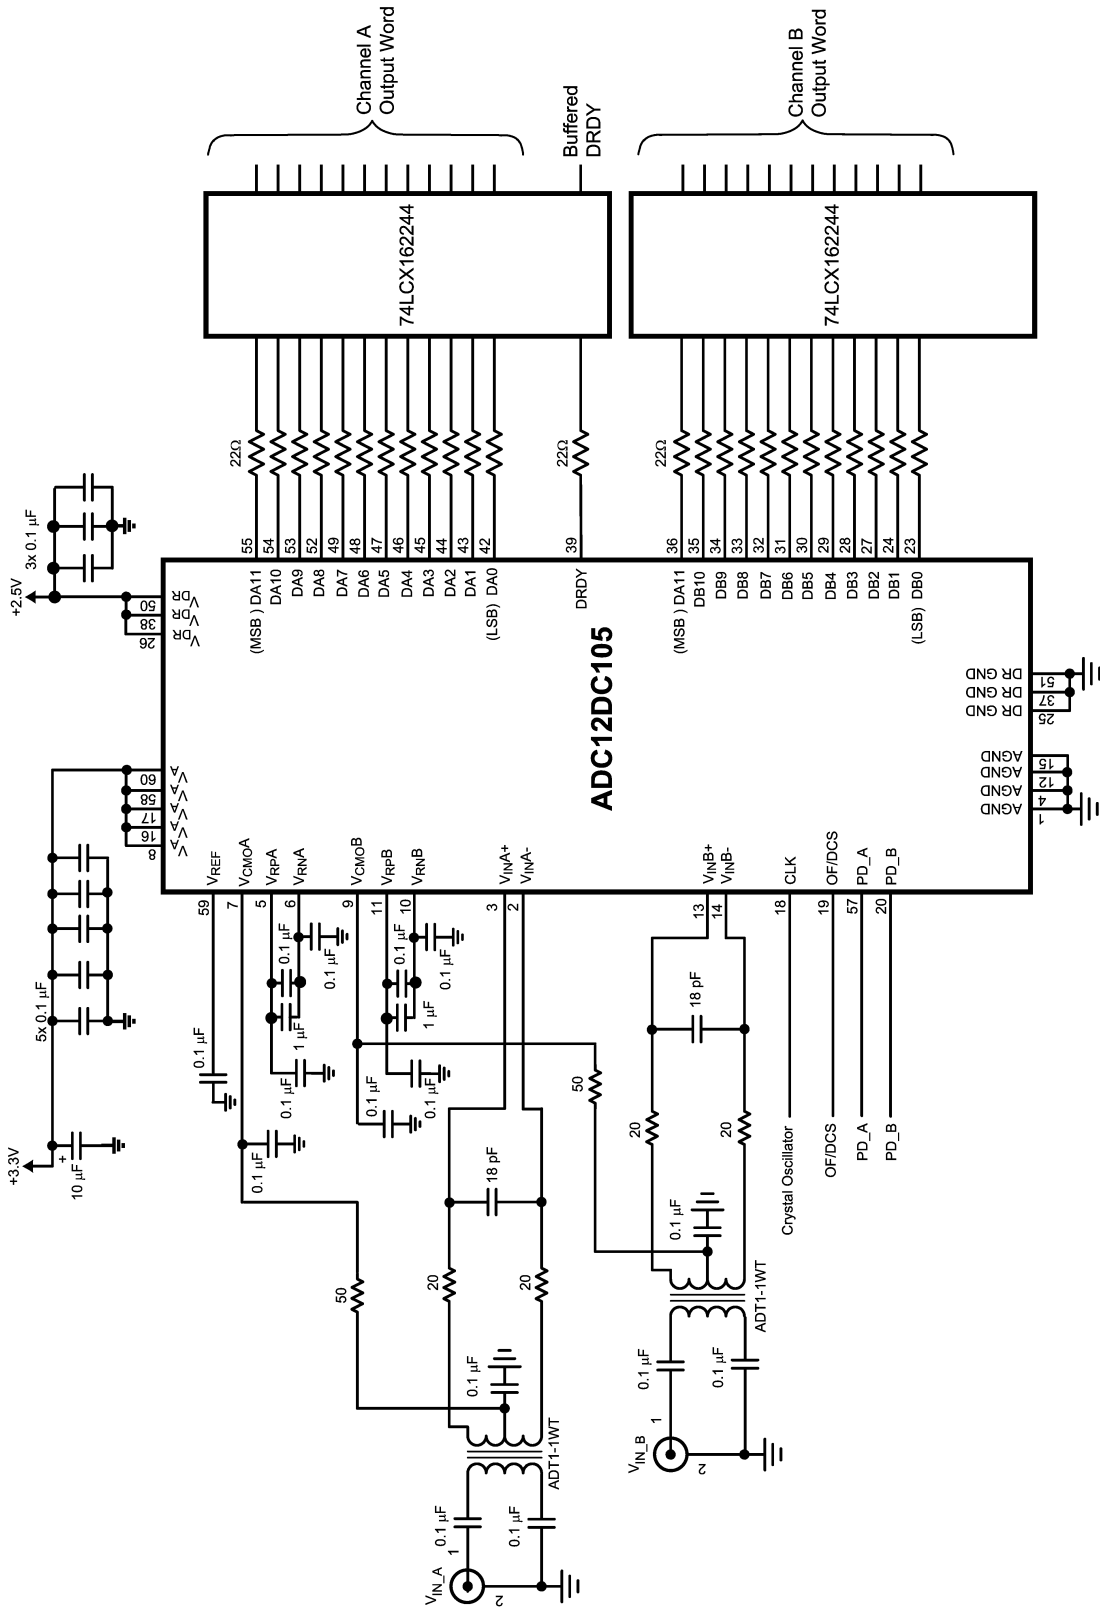 +3.3V
+
10 µF
5x 0.1 µF
+2.5V
3x 0.1 µF
8
16
17
58
60
VA
VA
VA
VA
VA
26
38
50
VDR
VDR
VDR
ADC12DC105
0.1 µF
59
VREF
7
VCMOA
5
VRPA
6
VRNA
0.1 µF
0.1 µF
1 µF
0.1 µF
0.1 µF
9
VCMOB
11
VRPB
10
VRNB
0.1 µF
0.1 µF
1 µF
0.1 µF
0.1 µF
3
VINA+
2
VINA-
50
18 pF
20
20
0.1 µF
ADT1-1WT
0.1 µF
0.1 µF
VIN_A
1
2
13
VINB+
14
VINB-
50
18 pF
20
20
0.1 µF
ADT1-1WT
0.1 µF
0.1 µF
VIN_B
1
2
Crystal Oscillator
18
CLK
OF/DCS
19
OF/DCS
PD_A
57
PD_A
PD_B
20
PD_B
1
4
12
15
AGND
AGND
AGND
AGND
25
37
51
DR GND
DR GND
DR GND
(MSB ) DA11
55
22Ω
DA10
54
DA9
53
DA8
52
DA7
49
DA6
48
DA5
47
DA4
46
DA3
45
DA2
44
DA1
43
(LSB) DA0
42
74LCX162244
Channel A
Output Word
DRDY
39
22Ω
Buffered
DRDY
(MSB ) DA11
36
22Ω
DB10
35
DB9
34
DB8
33
DB7
32
DB6
31
DB5
30
DB4
29
DB3
28
DB2
27
DB1
24
(LSB) DB0
23
74LCX162244
Channel B
Output Word